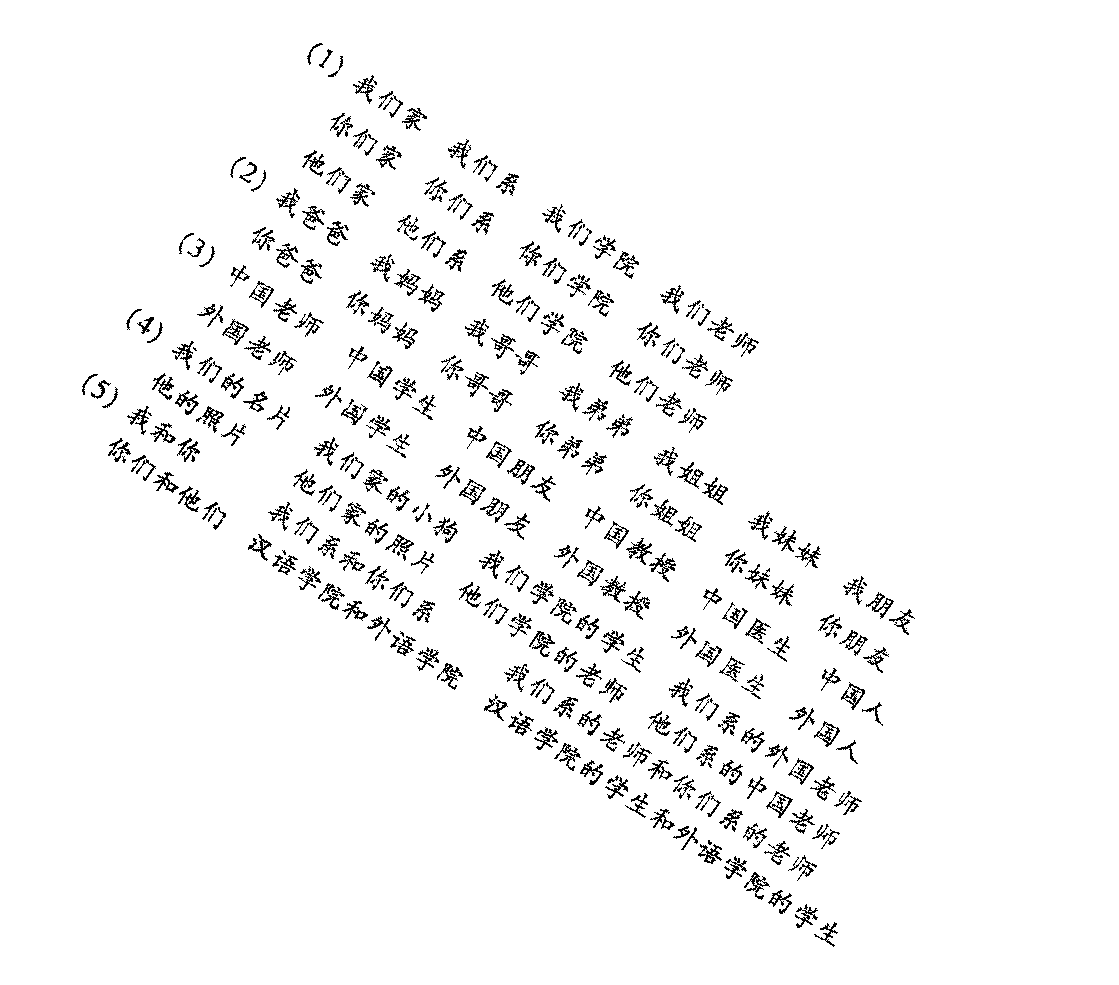 (1) 我们家 我们系 我们学院 我们老师
你们家 你们系 你们学院 你们老师
他们家 他们系 他们学院 他们老师
(2) 我爸爸 我妈妈 我哥哥 我弟弟 我姐姐 我妹妹 我朋友
你爸爸 你妈妈 你哥哥 你弟弟 你姐姐 你妹妹 你朋友
(3) 中国老师 中国学生 中国朋友 中国教授 中国医生 中国人
外国老师 外国学生 外国朋友 外国教授 外国医生 外国人
(4) 我们的名片 我们家的小狗 我们学院的学生 我们系的外国老师
他的照片 他们家的照片 他们学院的老师 他们系的中国老师
(5) 我和你 我们系和你们系 我们系的老师和你们系的老师
你们和他们 汉语学院和外语学院 汉语学院的学生和外语学院的学生